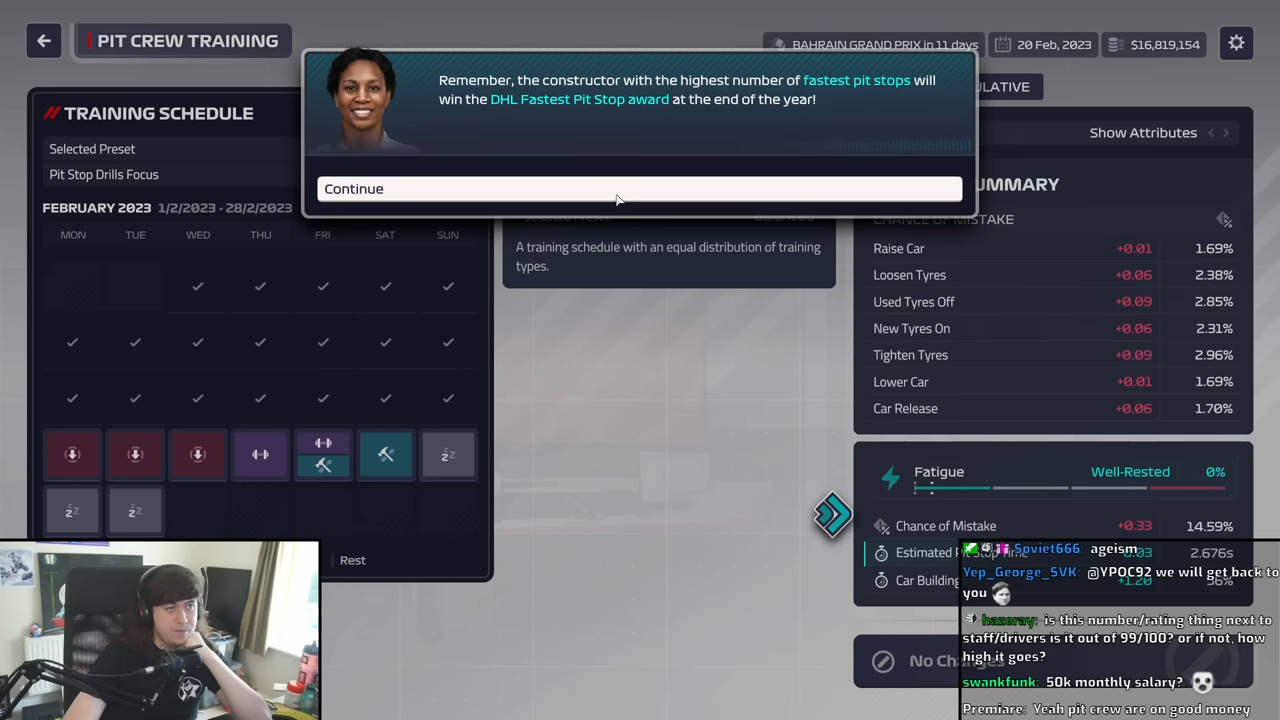 PIT CREW TRAINING
BAHRAIN GRAND PRIX in 11 days
20 Feb, 2023
$16,819,154
Remember, the constructor with the highest number of fastest pit stops will
win the DHL Fastest Pit Stop award at the end of the year!
Continue
// TRAINING SCHEDULE
Selected Preset
Pit Stop Drills Focus
FEBRUARY 2023 1/2/2023 - 28/2/2023
MON TUE WED THU FRI SAT SUN
Rest
A training schedule with an equal distribution of training
types.
Show Attributes
CHANCE OF MISTAKE
Raise Car +0.01 1.69%
Loosen Tyres +0.06 2.38%
Used Tyres Off +0.09 2.85%
New Tyres On +0.06 2.31%
Tighten Tyres +0.09 2.96%
Lower Car +0.01 1.69%
Car Release +0.06 1.70%
Fatigue Well-Rested 0%
Chance of Mistake +0.33 14.59%
Estimated 2.676s
Car Building +1.20
No Changes
Soviet666: ageism
Yep_George_SVK: @YPOC92 we will get back to
you
hazeray: is this number/rating thing next to
staff/drivers is it out of 99/100? or if not, how
high it goes?
swankfunk: 50k monthly salary?
Premiare: Yeah pit crew are on good money